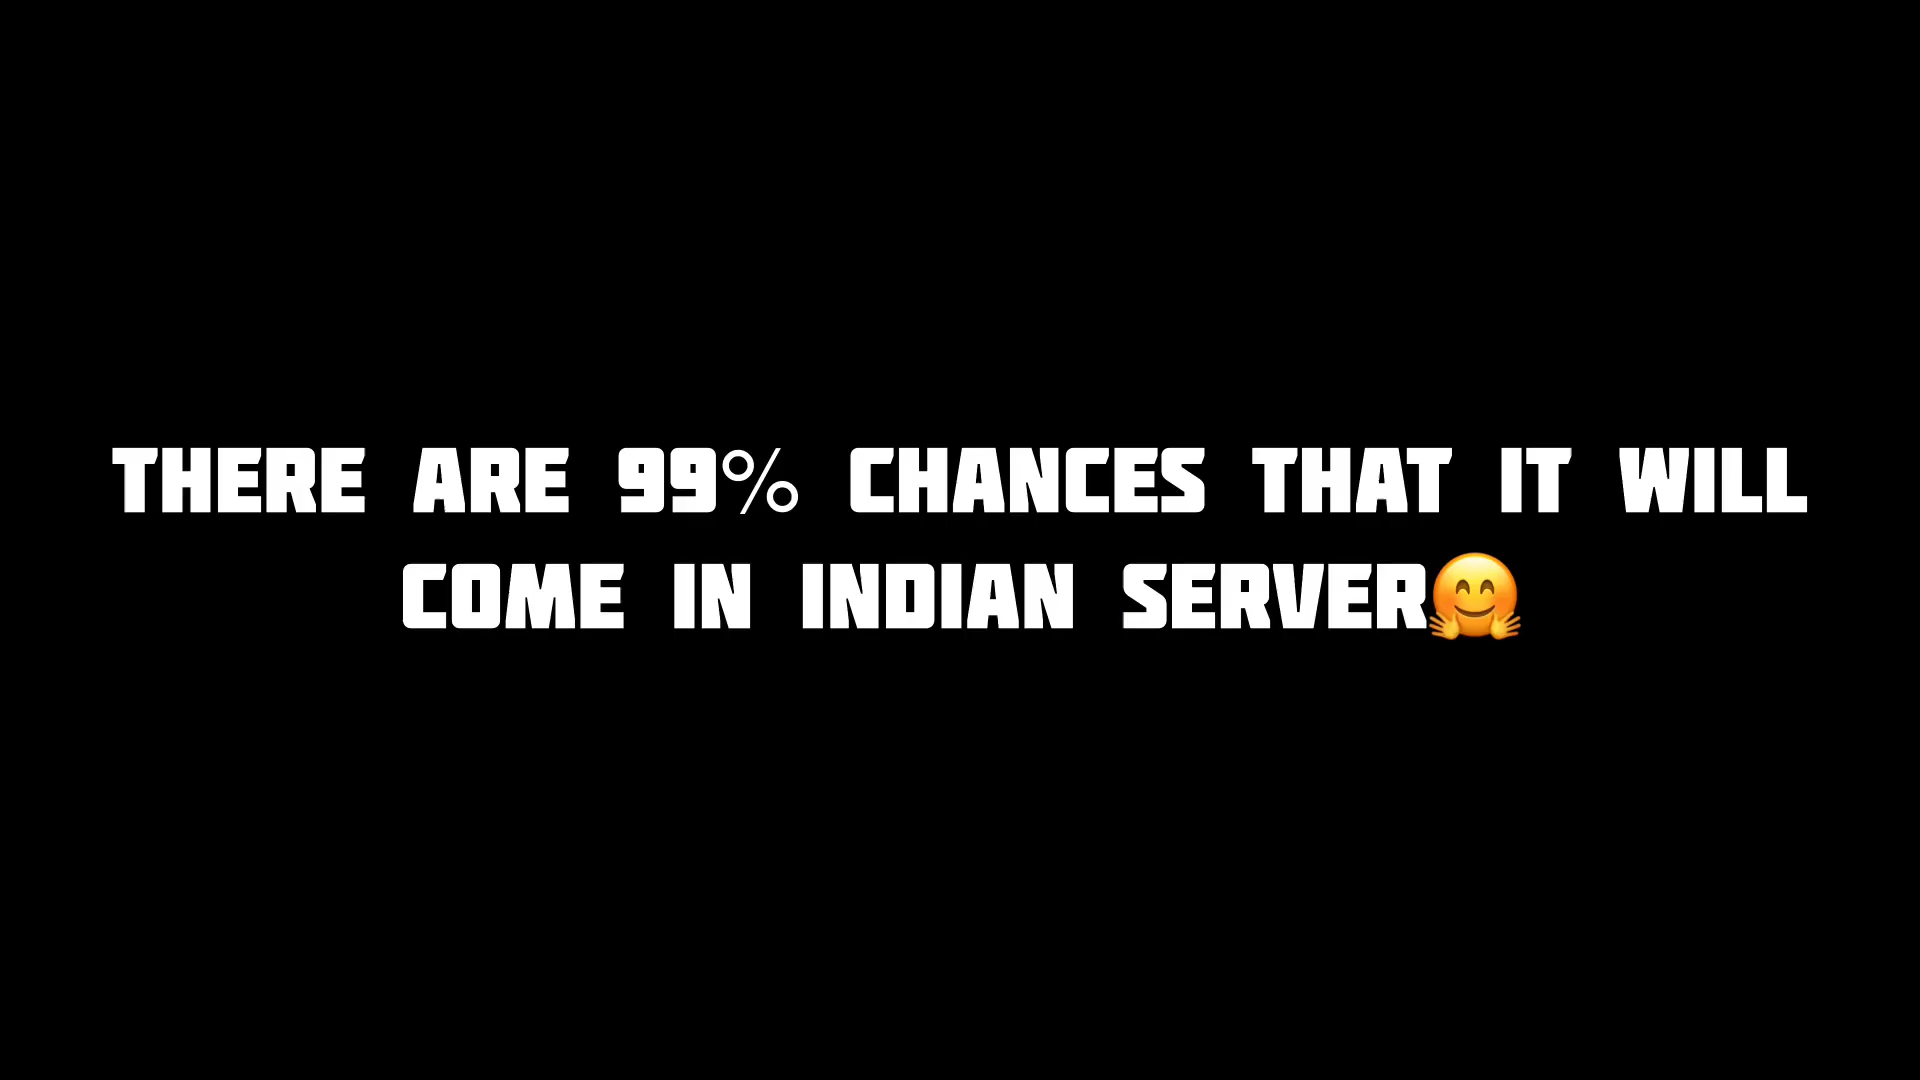 THERE ARE 99% CHANCES THAT IT WILL
COME IN INDIAN SERVER🤗